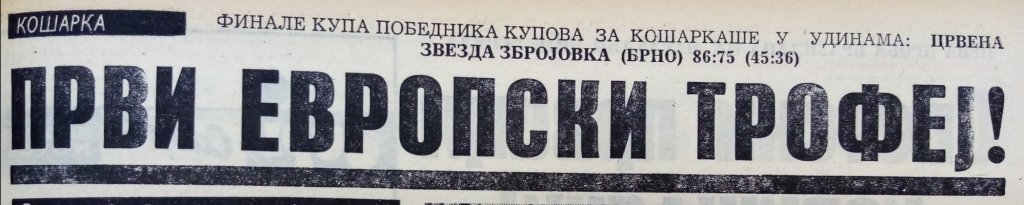 КОШАРКА
ФИНАЛЕ КУПА ПОБЕДНИКА КУПОВА ЗА КОШАРКАШЕ У УДИНАМА: ЦРВЕНА
ЗВЕЗДА ЗБРОЈОВКА (БРНО) 86:75 (45:36)
ПРВИ ЕВРОПСКИ ТРОФЕЈ!